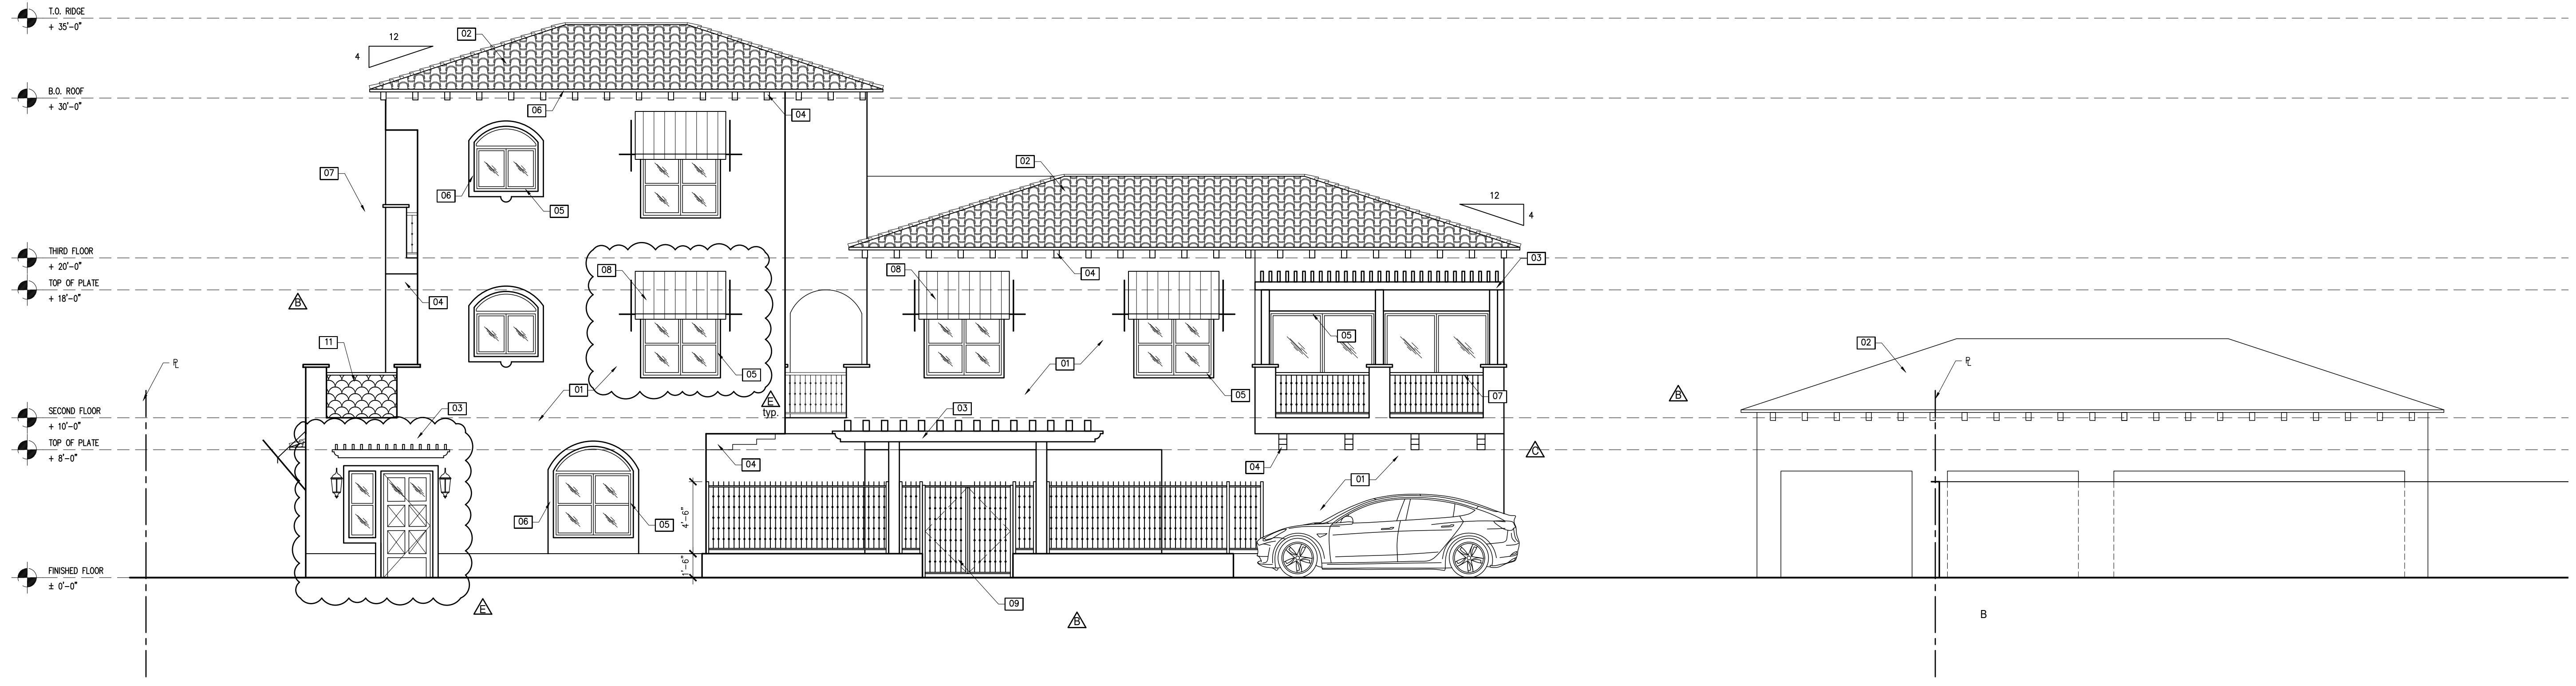 T.O. RIDGE
+ 35'-0"
12
02
4
B.O. ROOF
+ 30'-0"
06
04
02
07
06
05
12
4
THIRD FLOOR
+ 20'-0"
03
08
08
04
TOP OF PLATE
+ 18'-0"
B
04
05
11
02
℄
℄
01
05
01
05
07
B
E
typ.
SECOND FLOOR
+ 10'-0"
03
03
TOP OF PLATE
+ 8'-0"
C
04
04
01
06
05
4'-6"
1'-6"
FINISHED FLOOR
± 0'-0"
09
E
B
B